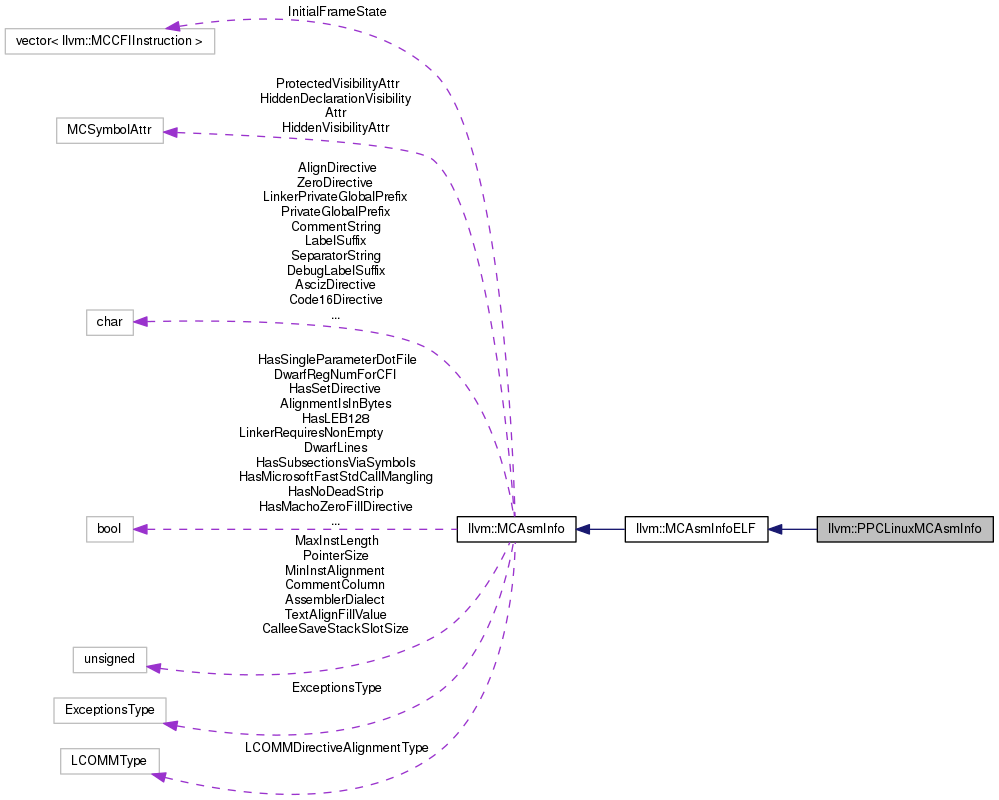 InitialFrameState
vector< llvm::MCCFIInstruction >
ProtectedVisibilityAttr
HiddenDeclarationVisibility
Attr
HiddenVisibilityAttr
MCSymbolAttr
AlignDirective
ZeroDirective
LinkerPrivateGlobalPrefix
PrivateGlobalPrefix
CommentString
LabelSuffix
SeparatorString
DebugLabelSuffix
AscizDirective
Code16Directive
...
char
HasSingleParameterDotFile
DwarfRegNumForCFI
HasSetDirective
AlignmentIsInBytes
HasLEB128
LinkerRequiresNonEmpty
DwarfLines
HasSubsectionsViaSymbols
HasMicrosoftFastStdCallMangling
HasNoDeadStrip
HasMachoZeroFillDirective
...
bool
llvm::MCAsmInfo
llvm::MCAsmInfoELF
llvm::PPCLinuxMCAsmInfo
MaxInstLength
PointerSize
MinInstAlignment
CommentColumn
AssemblerDialect
TextAlignFillValue
CalleeSaveStackSlotSize
unsigned
ExceptionsType
ExceptionsType
LCOMMDirectiveAlignmentType
LCOMMType